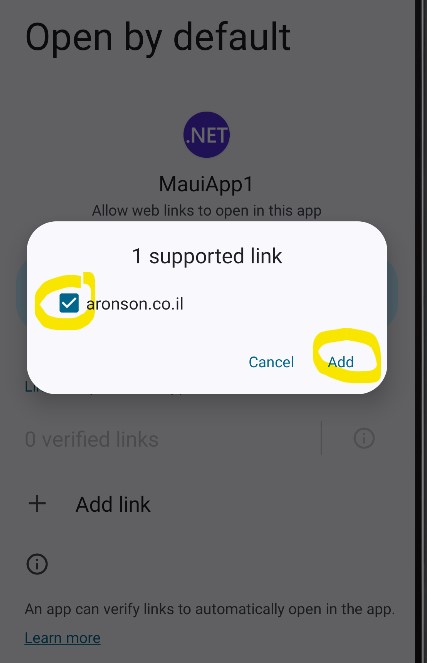 Open by default
.NET
MauiApp1
Allow web links to open in this app
1 supported link
aronson.co.il
Cancel
Add
0 verified links
Add link
An app can verify links to automatically open in the app.
Learn more